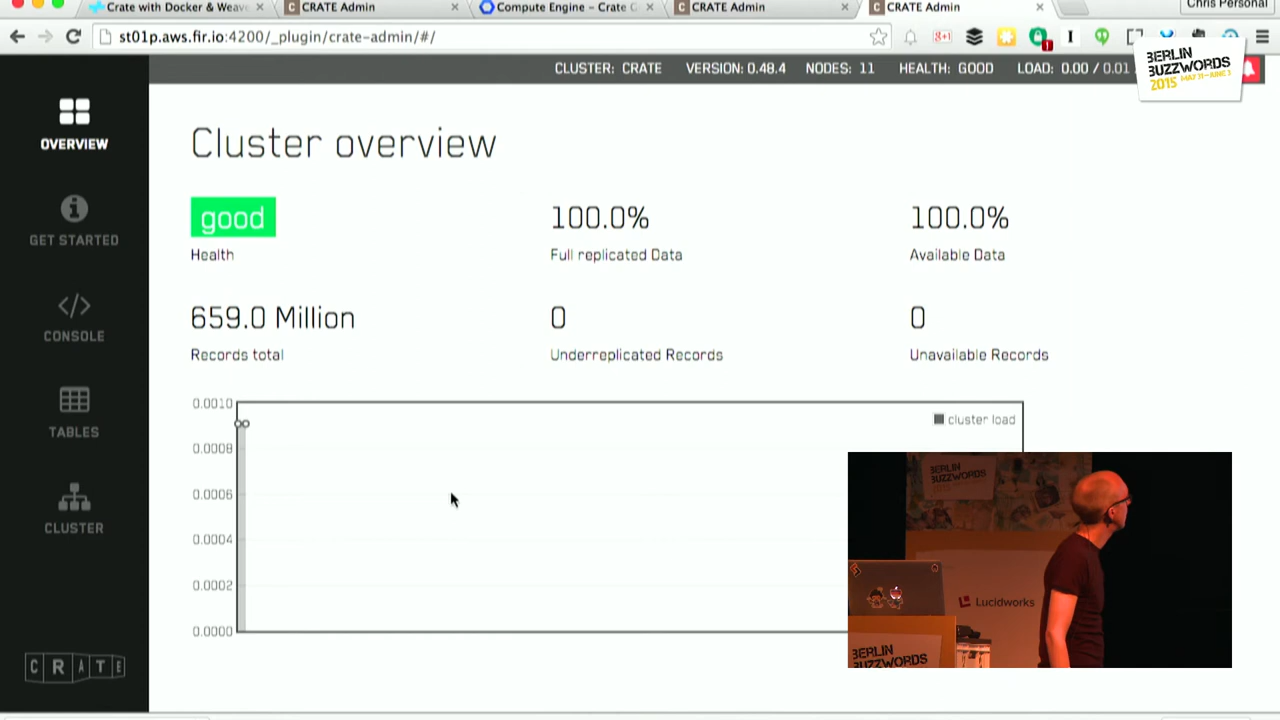 Crate with Docker & Weav
CRATE Admin
Compute Engine – Crate
CRATE Admin
CRATE Admin
Chris Personal
st01p.aws.fir.io:4200/_plugin/crate-admin/#/
CLUSTER: CRATE VERSION: 0.48.4 NODES: 11 HEALTH: GOOD LOAD: 0.00 / 0.01
BERLIN
BUZZWORDS
2015 MAY 31–JUNE 3
OVERVIEW
GET STARTED
CONSOLE
TABLES
CLUSTER
CRATE
Cluster overview
good
Health
100.0%
Full replicated Data
100.0%
Available Data
659.0 Million
Records total
0
Underreplicated Records
0
Unavailable Records
0.0010
0.0008
0.0006
0.0004
0.0002
0.0000
cluster load
BERLIN
BUZZWORDS
Lucidworks
BERLIN
BUZZWORDS